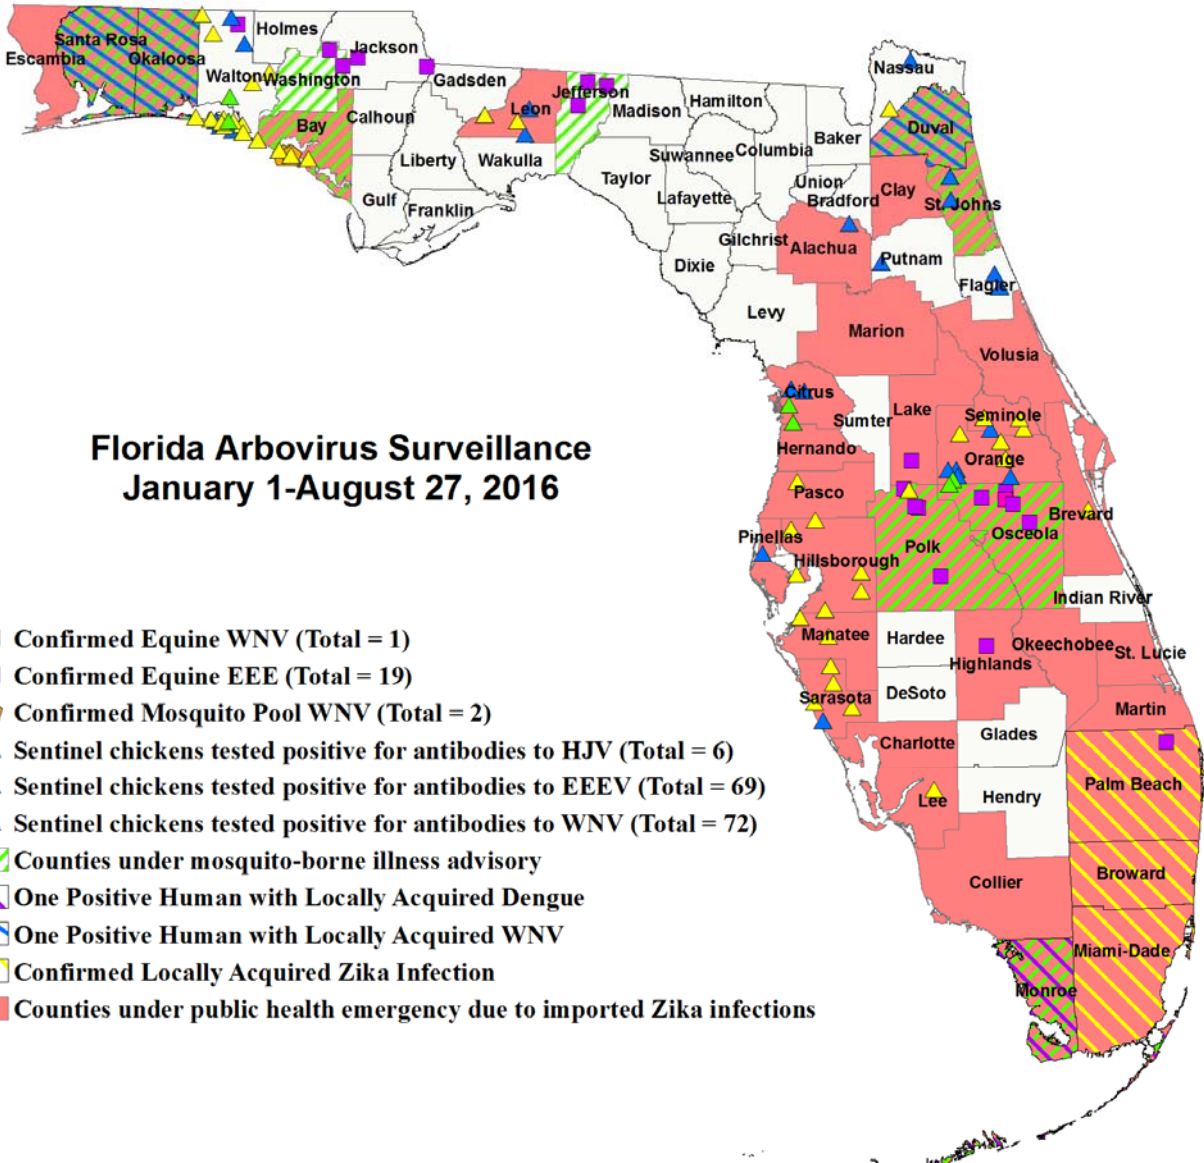 Holmes
Jackson
Santa Rosa
Escambia
Okaloosa
Walton
Washington
Gadsden
Nassau
Jefferson
Leon
Madison
Hamilton
Calhoun
Bay
Duval
Baker
Liberty
Wakulla
Suwannee
Columbia
Taylor
Union
Bradford
Clay
St. Johns
Lafayette
Gulf
Franklin
Gilchrist
Alachua
Putnam
Dixie
Flagler
Levy
Marion
Volusia
Citrus
Lake
Seminole
Sumter
Florida Arbovirus Surveillance
January 1-August 27, 2016
Hernando
Orange
Pasco
Brevard
Pinellas
Osceola
Polk
Hillsborough
Indian River
Manatee
Hardee
Okeechobee
St. Lucie
Highlands
DeSoto
Sarasota
Martin
Glades
Charlotte
Palm Beach
Lee
Hendry
Broward
Collier
Miami-Dade
Monroe
Confirmed Equine WNV (Total = 1)
Confirmed Equine EEE (Total = 19)
Confirmed Mosquito Pool WNV (Total = 2)
Sentinel chickens tested positive for antibodies to HJV (Total = 6)
Sentinel chickens tested positive for antibodies to EEEV (Total = 69)
Sentinel chickens tested positive for antibodies to WNV (Total = 72)
Counties under mosquito-borne illness advisory
One Positive Human with Locally Acquired Dengue
One Positive Human with Locally Acquired WNV
Confirmed Locally Acquired Zika Infection
Counties under public health emergency due to imported Zika infections